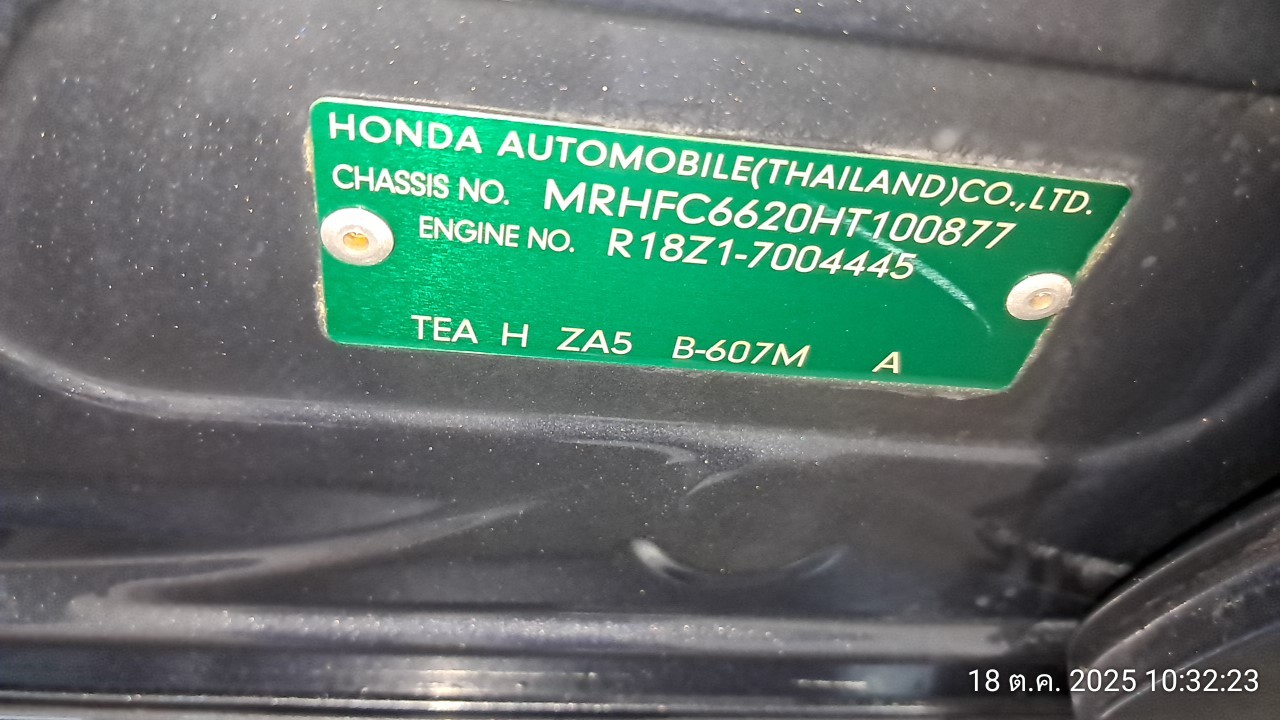 HONDA AUTOMOBILE(THAILAND)CO.,LTD.
CHASSIS NO. MRHFC6620HT100877
ENGINE NO. R18Z1-7004445
TEA H ZA5 B-607M A
18 ต.ค. 2025 10:32:23